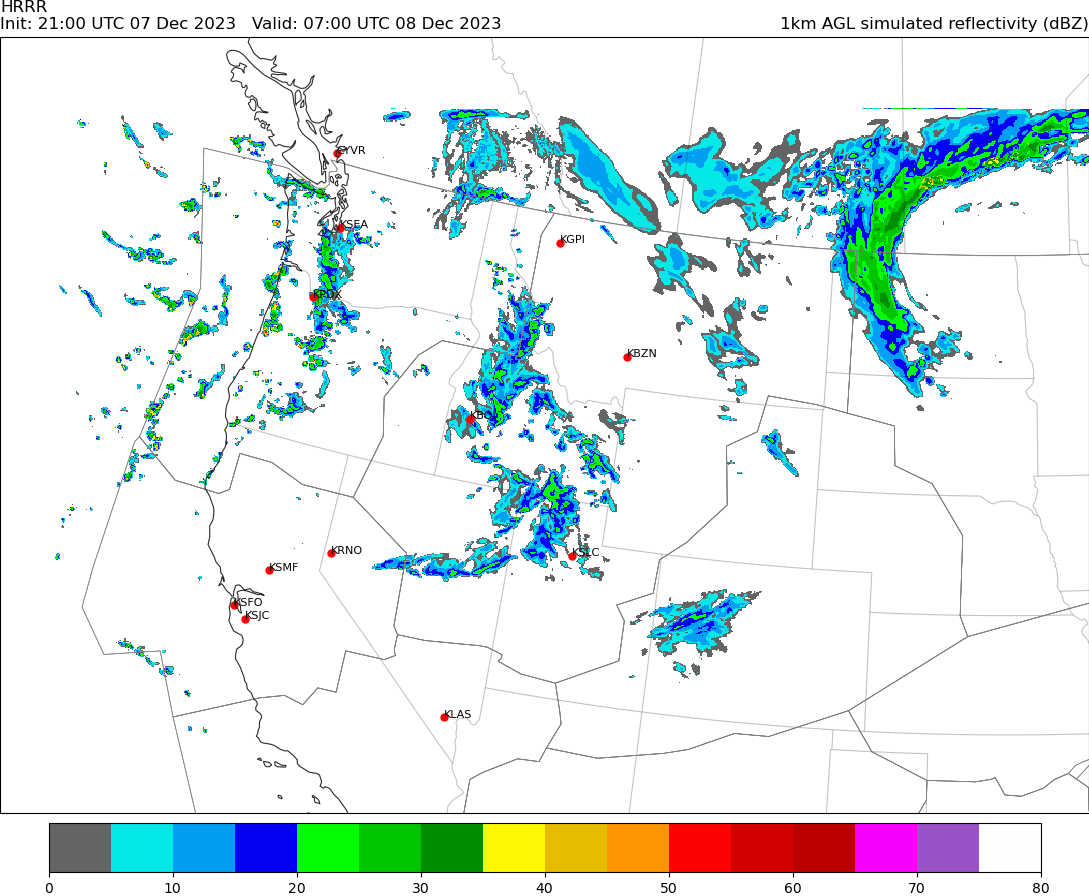 HRRR
Init: 21:00 UTC 07 Dec 2023   Valid: 07:00 UTC 08 Dec 2023   1km AGL simulated reflectivity (dBZ)
CYVR
KSEA
KGPI
KPDX
KBZN
KBOI
KRNO
KSLC
KSMF
KSFO
KSJC
KLAS
0 10 20 30 40 50 60 70 80